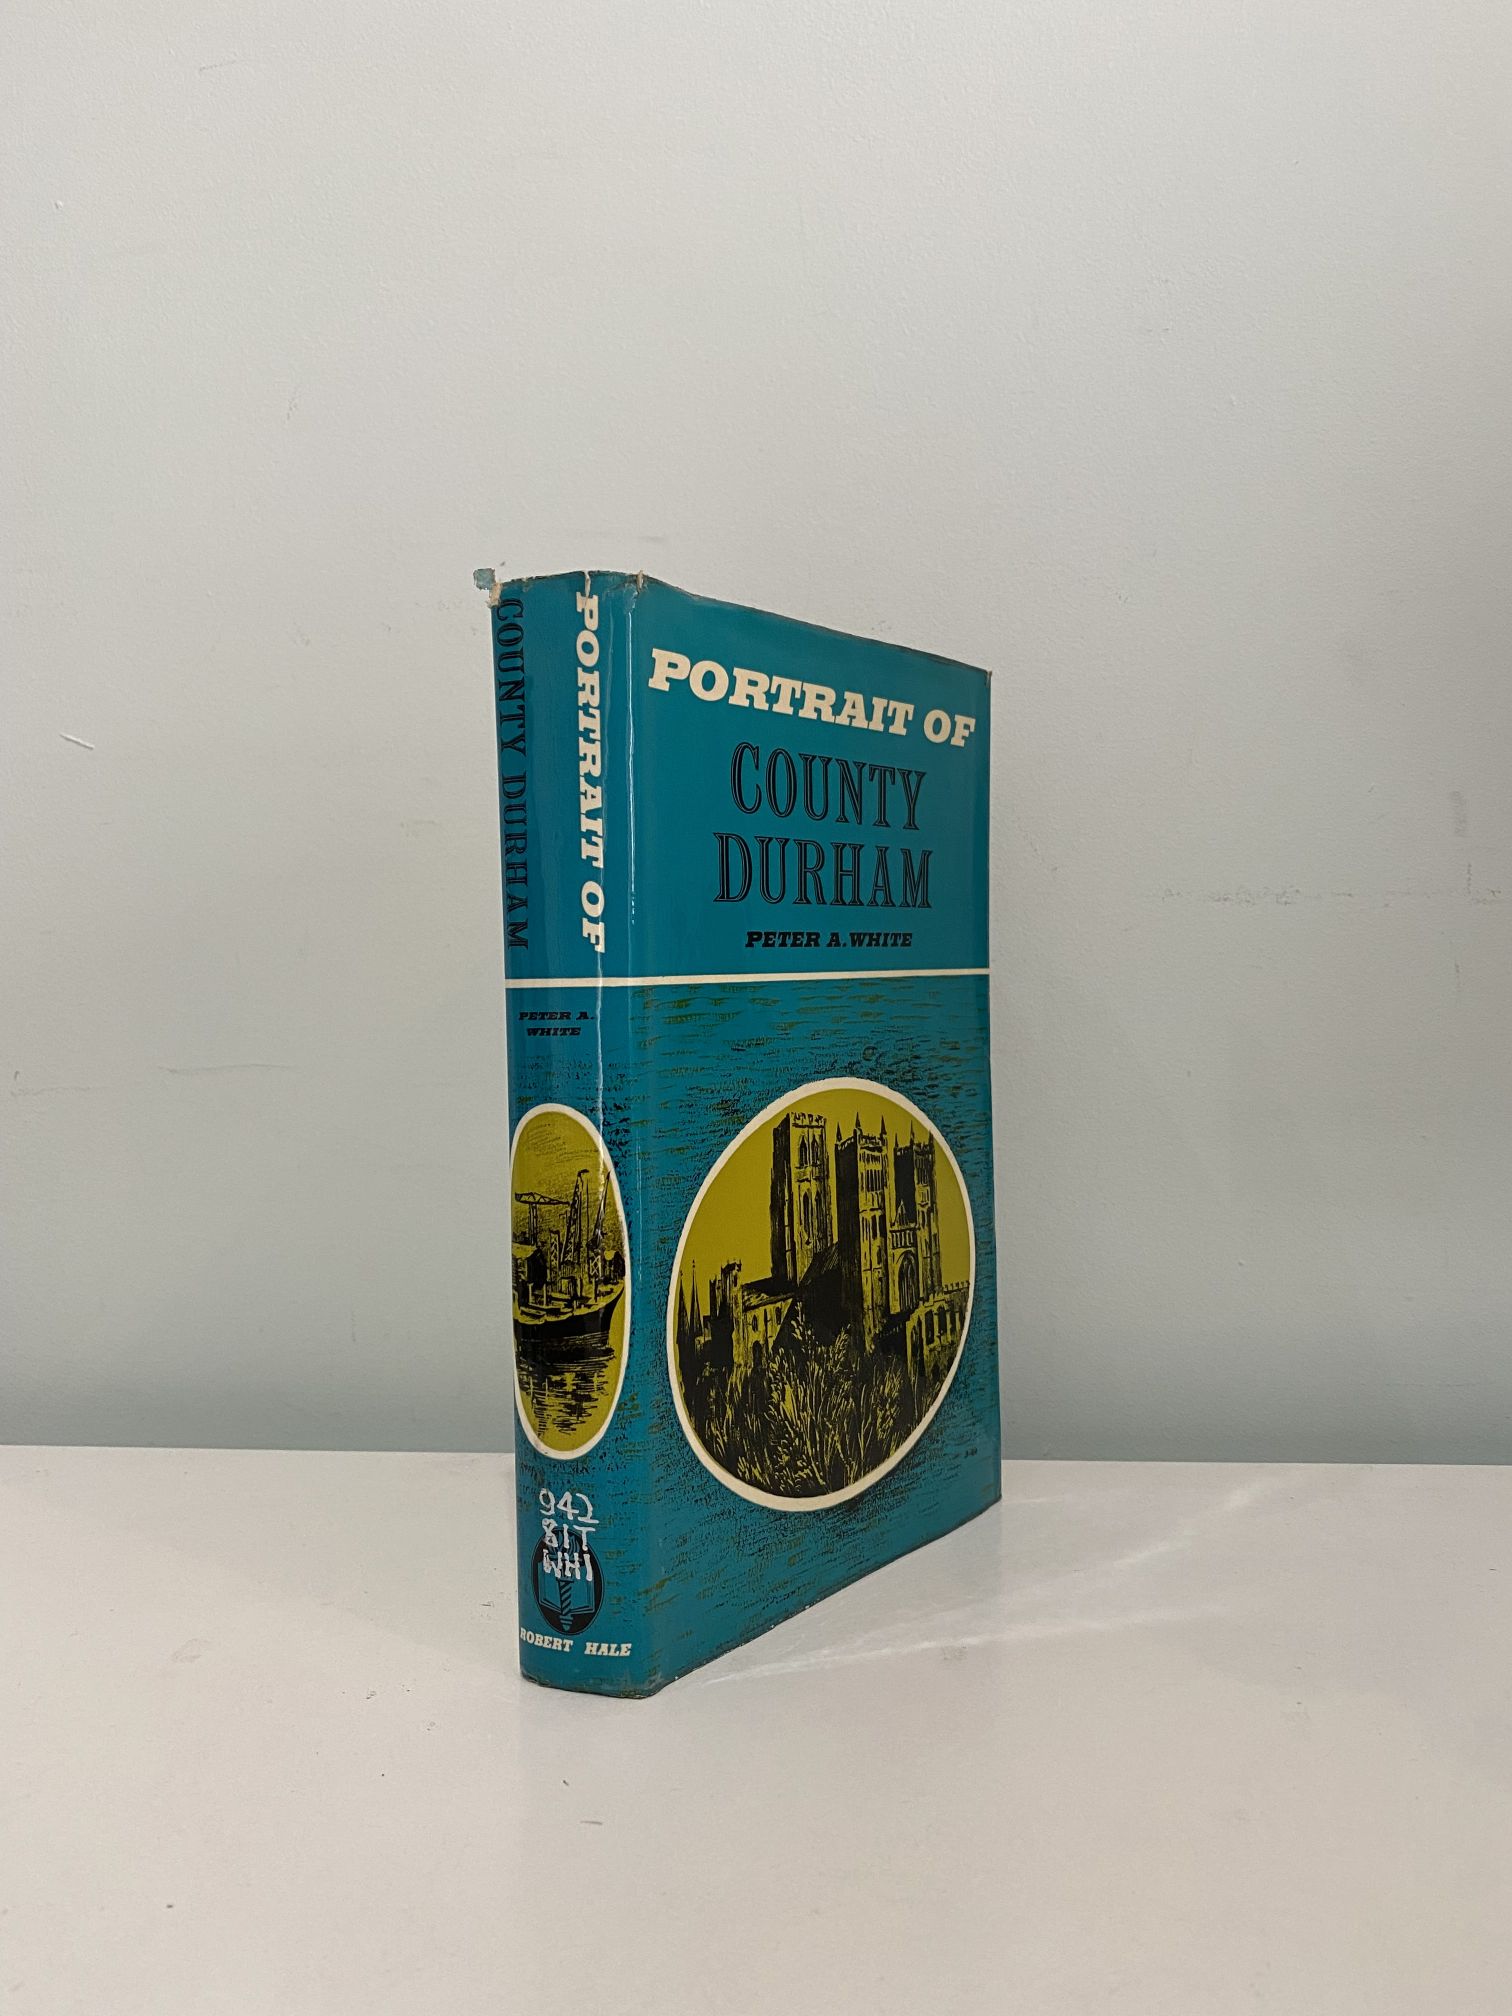 PORTRAIT OF
COUNTY DURHAM
PETER A.
WHITE
942
81T
WHI
ROBERT HALE
PORTRAIT OF
COUNTY
DURHAM
PETER A. WHITE